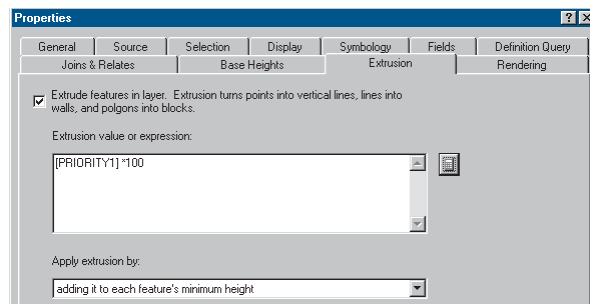 Properties
General Source Selection Display Symbology Fields Definition Query
Joins & Relates Base Heights Extrusion Rendering
Extrude features in layer. Extrusion turns points into vertical lines, lines into
walls, and polgons into blocks.
Extrusion value or expression:
[PRIORITY1] *100
Apply extrusion by:
adding it to each feature's minimum height